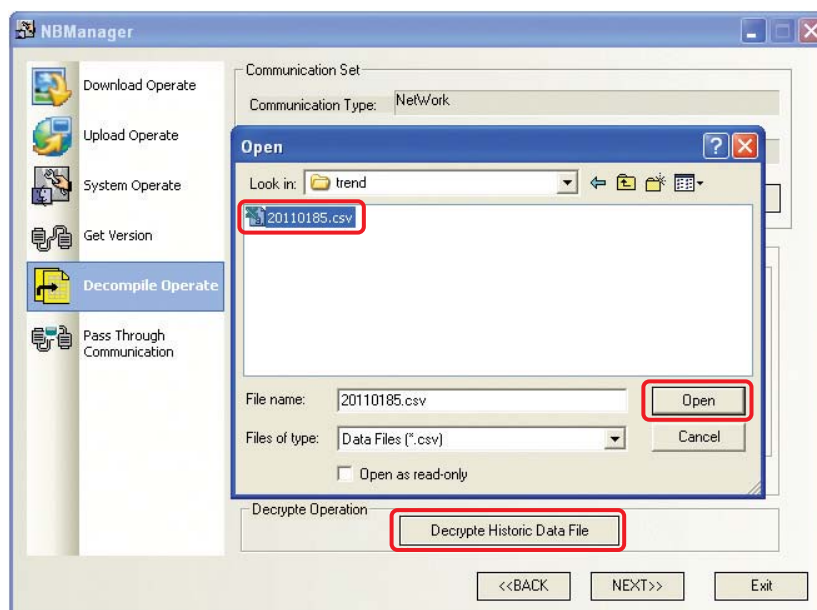 NBManager
Download Operate
Upload Operate
System Operate
Get Version
Decompile Operate
Pass Through
Communication
Communication Set
Communication Type: NetWork
Open
Look in: trend
20110185.csv
File name: 20110185.csv
Open
Files of type: Data Files (*.csv)
Cancel
Open as read-only
Decrypte Operation
Decrypte Historic Data File
<<BACK
NEXT>>
Exit